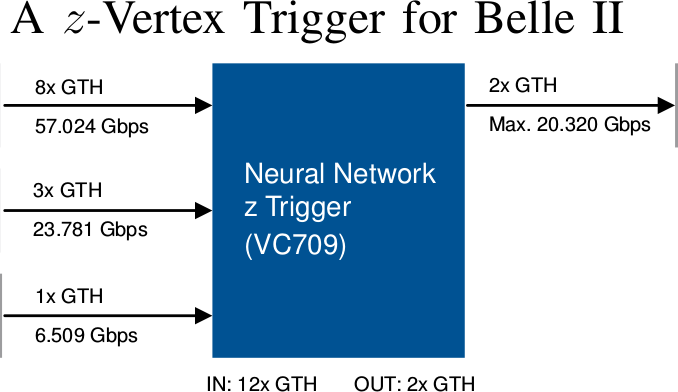 A z-Vertex Trigger for Belle II
8x GTH
57.024 Gbps
2x GTH
Max. 20.320 Gbps
3x GTH
23.781 Gbps
Neural Network
z Trigger
(VC709)
1x GTH
6.509 Gbps
IN: 12x GTH OUT: 2x GTH